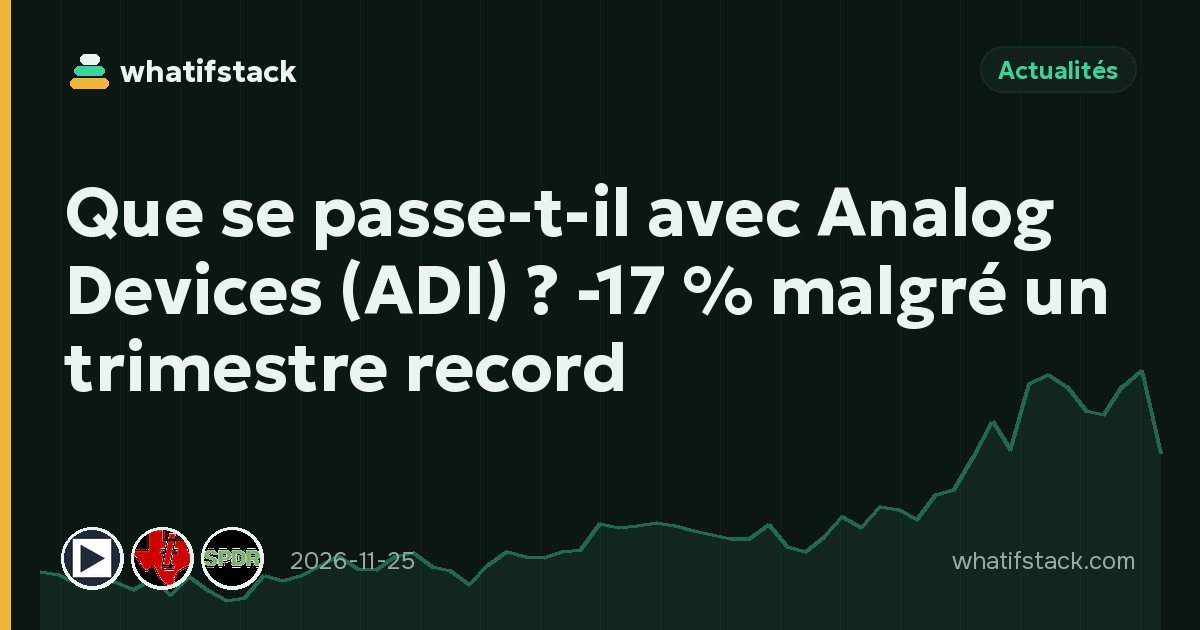 whatifstack
Actualités
Que se passe-t-il avec Analog
Devices (ADI) ? -17 % malgré un
trimestre record
SPDR
2026-11-25
whatifstack.com